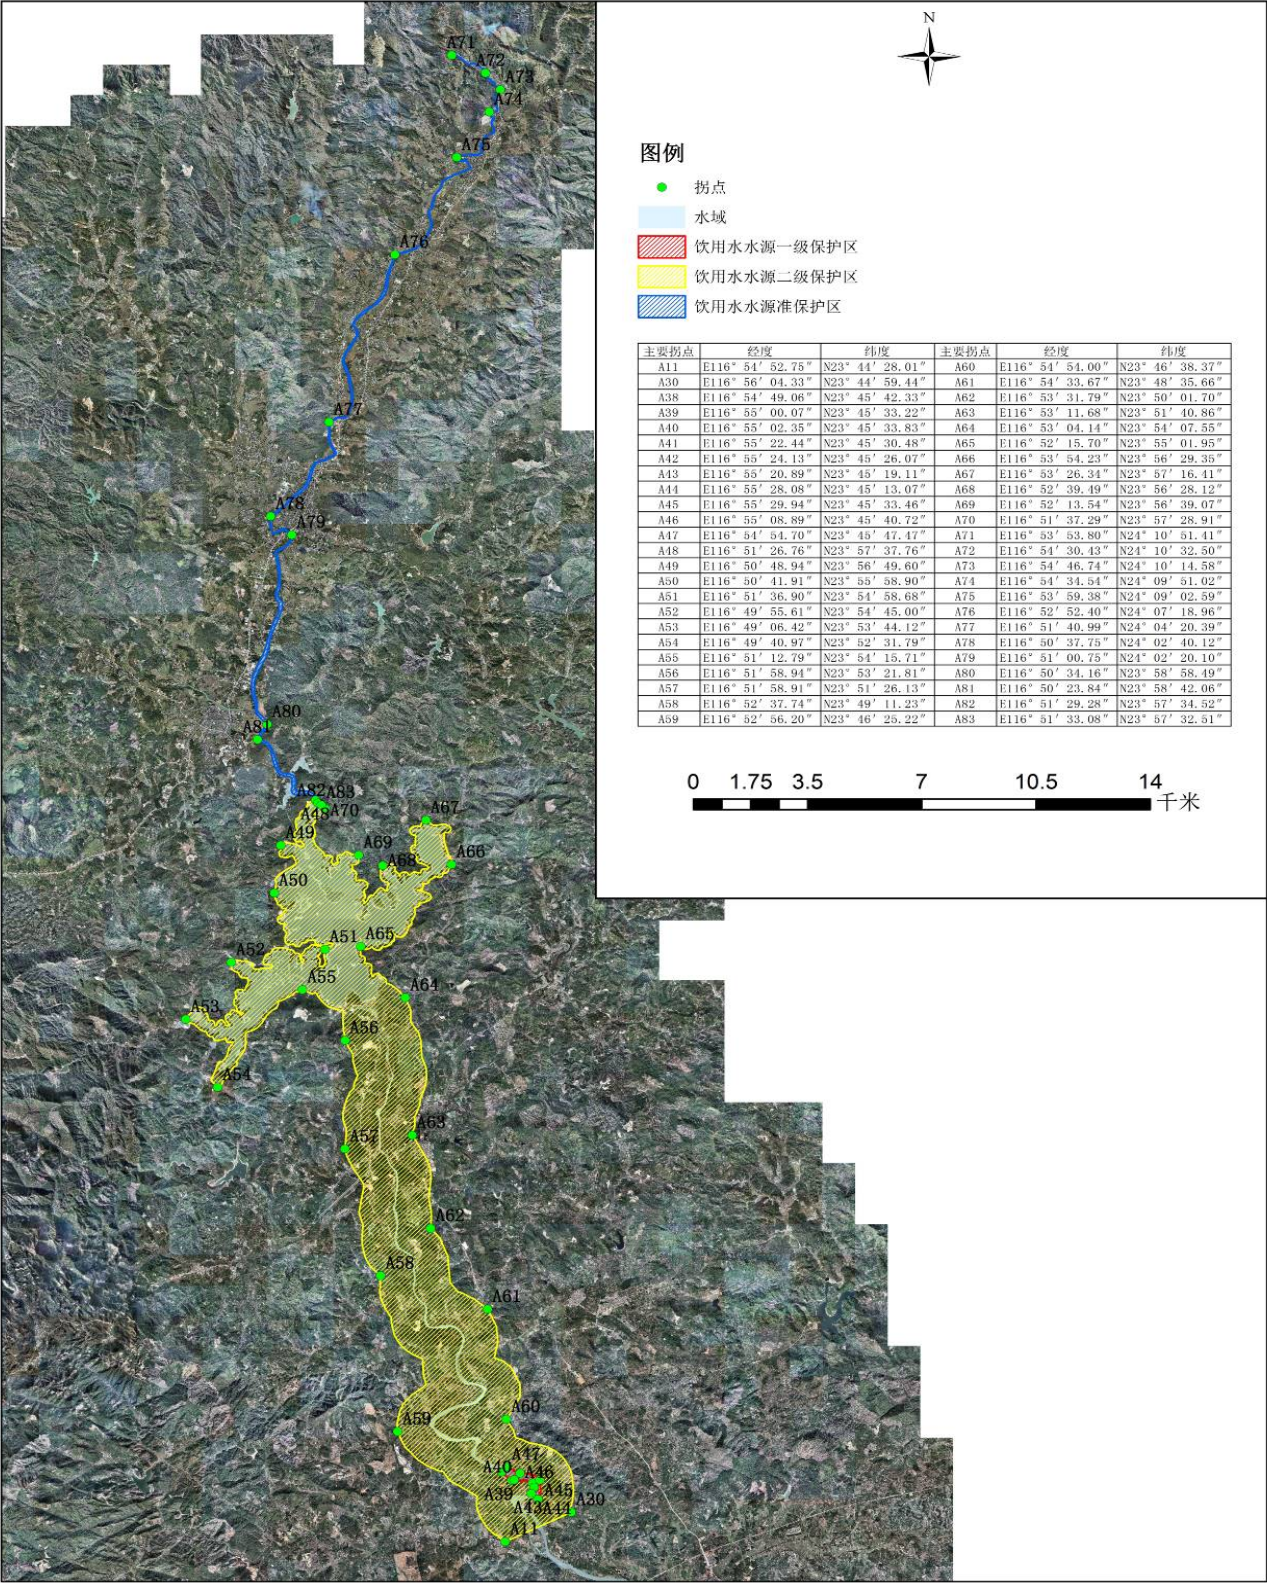 N
图例
拐点
水域
饮用水水源一级保护区
饮用水水源二级保护区
饮用水水源准保护区
主要拐点 经度 纬度 主要拐点 经度 纬度
A11 E116° 54′ 52.75″ N23° 44′ 28.01″ A60 E116° 54′ 54.00″ N23° 46′ 38.37″
A30 E116° 56′ 04.33″ N23° 44′ 59.44″ A61 E116° 54′ 33.67″ N23° 48′ 35.66″
A38 E116° 54′ 49.06″ N23° 45′ 42.33″ A62 E116° 53′ 31.79″ N23° 50′ 01.70″
A39 E116° 55′ 00.07″ N23° 45′ 33.22″ A63 E116° 53′ 11.68″ N23° 51′ 40.86″
A40 E116° 55′ 02.35″ N23° 45′ 33.83″ A64 E116° 53′ 04.14″ N23° 54′ 07.55″
A41 E116° 55′ 22.44″ N23° 45′ 30.48″ A65 E116° 52′ 15.70″ N23° 55′ 01.95″
A42 E116° 55′ 24.13″ N23° 45′ 26.07″ A66 E116° 53′ 54.23″ N23° 56′ 29.35″
A43 E116° 55′ 20.89″ N23° 45′ 19.11″ A67 E116° 53′ 26.34″ N23° 57′ 16.41″
A44 E116° 55′ 28.08″ N23° 45′ 13.07″ A68 E116° 52′ 39.49″ N23° 56′ 28.12″
A45 E116° 55′ 29.94″ N23° 45′ 33.46″ A69 E116° 52′ 13.54″ N23° 56′ 39.07″
A46 E116° 55′ 08.89″ N23° 45′ 40.72″ A70 E116° 51′ 37.29″ N23° 57′ 28.91″
A47 E116° 54′ 54.70″ N23° 45′ 47.47″ A71 E116° 53′ 53.80″ N24° 10′ 51.41″
A48 E116° 51′ 26.76″ N23° 57′ 37.76″ A72 E116° 54′ 30.43″ N24° 10′ 32.50″
A49 E116° 50′ 48.94″ N23° 56′ 49.60″ A73 E116° 54′ 46.74″ N24° 10′ 14.58″
A50 E116° 50′ 41.91″ N23° 55′ 58.90″ A74 E116° 54′ 34.54″ N24° 09′ 51.02″
A51 E116° 51′ 36.90″ N23° 54′ 58.68″ A75 E116° 53′ 59.38″ N24° 09′ 02.59″
A52 E116° 49′ 55.61″ N23° 54′ 45.00″ A76 E116° 52′ 52.40″ N24° 07′ 18.96″
A53 E116° 49′ 06.42″ N23° 53′ 44.12″ A77 E116° 51′ 40.99″ N24° 04′ 20.39″
A54 E116° 49′ 40.97″ N23° 52′ 31.79″ A78 E116° 50′ 37.75″ N24° 02′ 40.12″
A55 E116° 51′ 12.79″ N23° 54′ 15.71″ A79 E116° 51′ 00.75″ N24° 02′ 20.10″
A56 E116° 51′ 58.94″ N23° 53′ 21.81″ A80 E116° 50′ 34.16″ N23° 58′ 58.49″
A57 E116° 51′ 58.91″ N23° 51′ 26.13″ A81 E116° 50′ 23.84″ N23° 58′ 42.06″
A58 E116° 52′ 37.74″ N23° 49′ 11.23″ A82 E116° 51′ 29.28″ N23° 57′ 34.52″
A59 E116° 52′ 56.20″ N23° 46′ 25.22″ A83 E116° 51′ 33.08″ N23° 57′ 32.51″
0 1.75 3.5 7 10.5 14
千米
A71
A72
A73
A74
A75
A76
A77
A78
A79
A80
A81
A82 A83
A48 A70
A67
A49
A69
A68 A66
A50
A51 A65
A52
A55
A64
A53
A56
A54
A63
A57
A62
A58
A61
A60
A59
A47
A40 A46
A39 A45
A43 A44 A30
A11